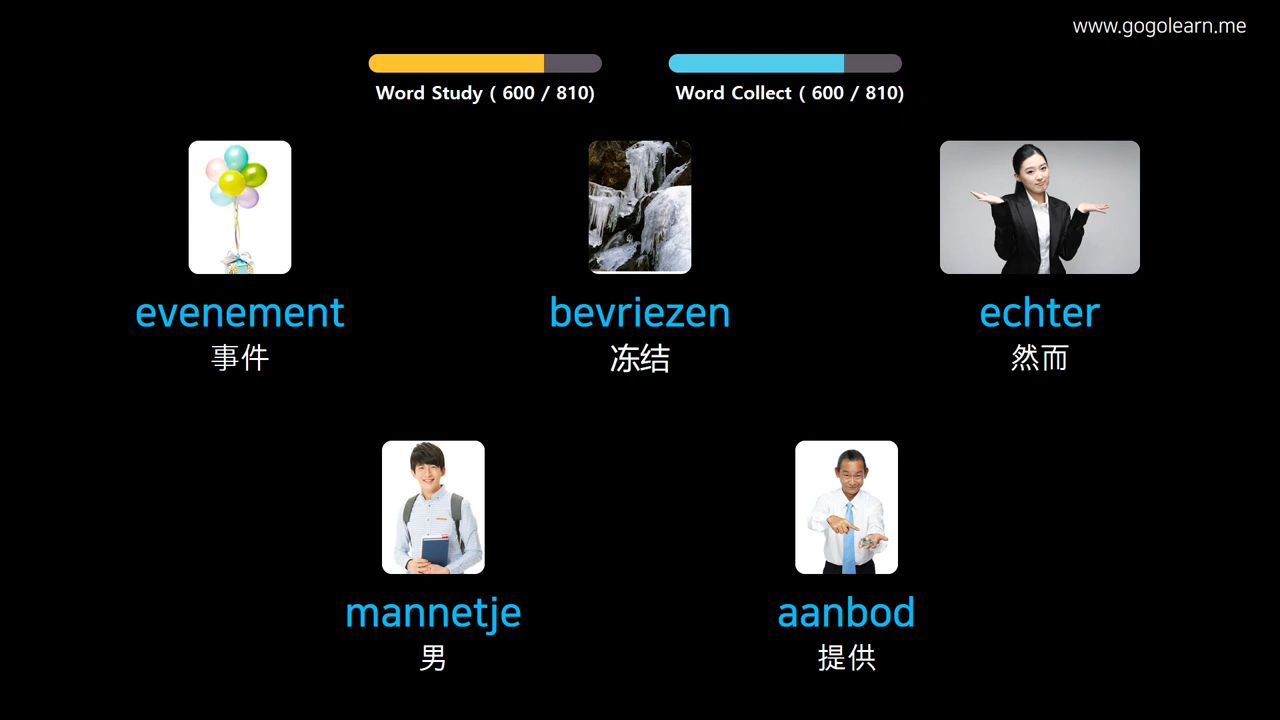 www.gogolearn.me
Word Study ( 600 / 810)
Word Collect ( 600 / 810)
evenement
事件
bevriezen
冻结
echter
然而
mannetje
男
aanbod
提供